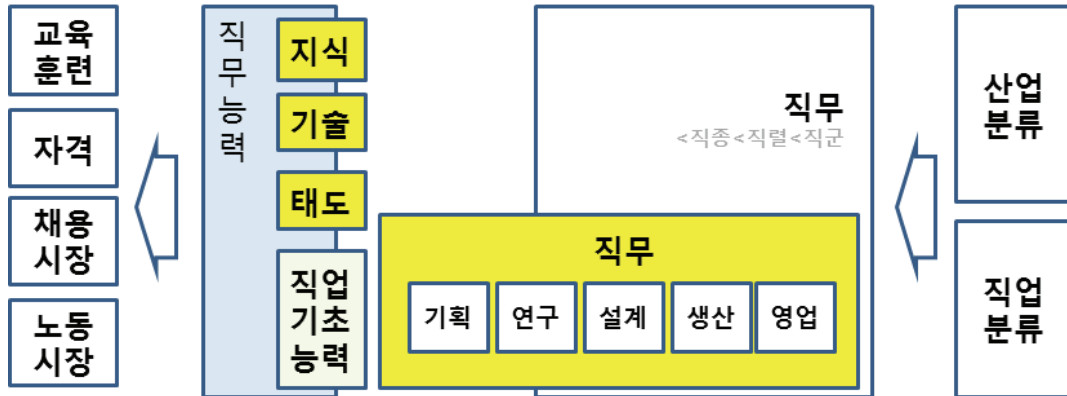 교육
훈련
자격
채용
시장
노동
시장
직
무
능
력
지식
기술
태도
직업
기초
능력
직무
<직종<직렬<직군
직무
기획
연구
설계
생산
영업
산업
분류
직업
분류